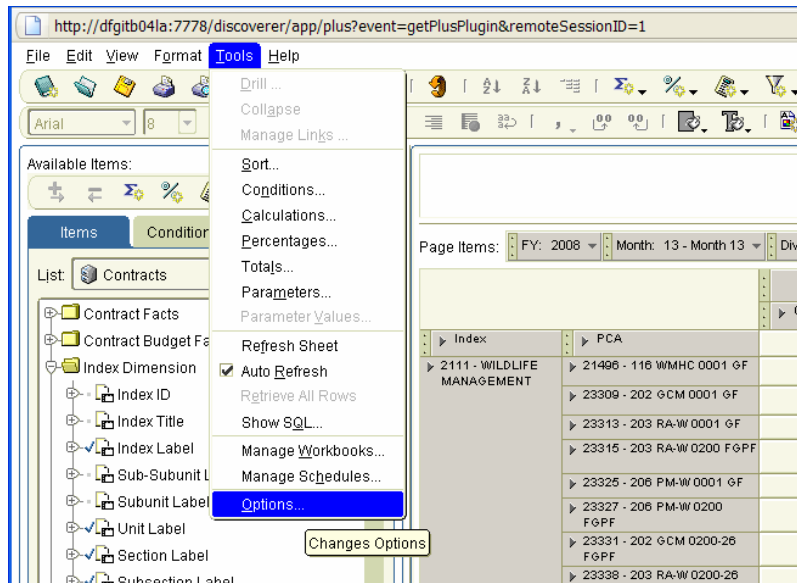 http://dfgitb04la:7778/discoverer/app/plus?event=getPlusPlugin&remoteSessionID=1
File Edit View Format Tools Help
Arial 8
Available Items:
Items Condition
List: Contracts
Contract Facts
Contract Budget Fa
Index Dimension
Index ID
Index Title
Index Label
Sub-Subunit L
Subunit Label
Unit Label
Section Label
Subsection Label
Drill ...
Collapse
Manage Links ...
Sort...
Conditions...
Calculations...
Percentages...
Totals...
Parameters...
Parameter Values...
Refresh Sheet
Auto Refresh
Retrieve All Rows
Show SQL...
Manage Workbooks...
Manage Schedules...
Options...
Changes Options
Page Items: FY: 2008 Month: 13 - Month 13 Div
Index PCA
2111 - WILDLIFE MANAGEMENT
21496 - 116 WMHC 0001 GF
23309 - 202 GCM 0001 GF
23313 - 203 RA-W 0001 GF
23315 - 203 RA-W 0200 FGPF
23325 - 206 PM-W 0001 GF
23327 - 206 PM-W 0200
FGPF
23331 - 202 GCM 0200-26
FGPF
23338 - 203 RA-W 0200-26